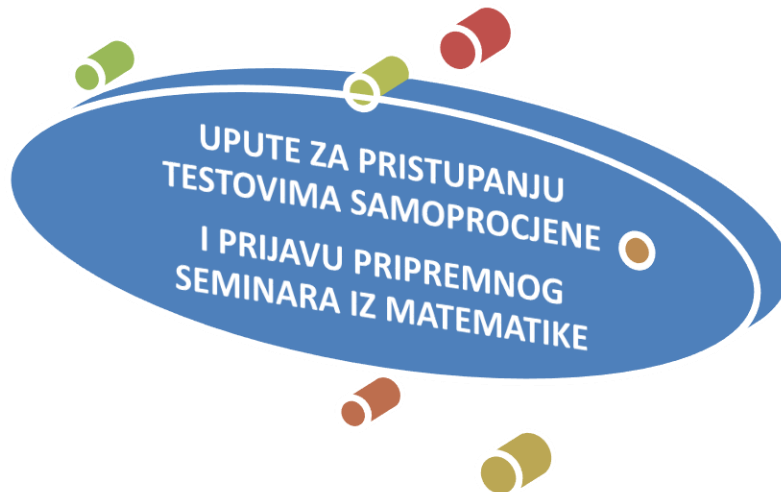 UPUTE ZA PRISTUPANJU
TESTOVIMA SAMOPROCJENE
I PRIJAVU PRIPREMNOG
SEMINARA IZ MATEMATIKE